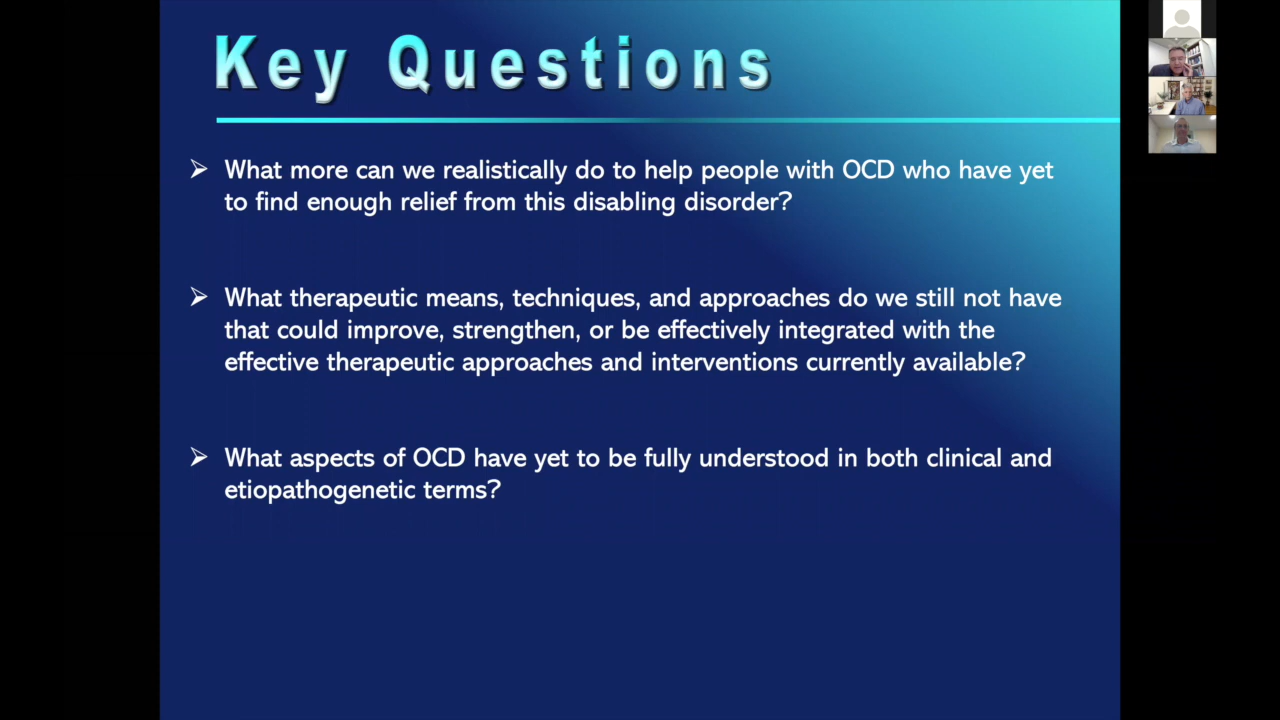 Key Questions
➢ What more can we realistically do to help people with OCD who have yet
to find enough relief from this disabling disorder?
➢ What therapeutic means, techniques, and approaches do we still not have
that could improve, strengthen, or be effectively integrated with the
effective therapeutic approaches and interventions currently available?
➢ What aspects of OCD have yet to be fully understood in both clinical and
etiopathogenetic terms?